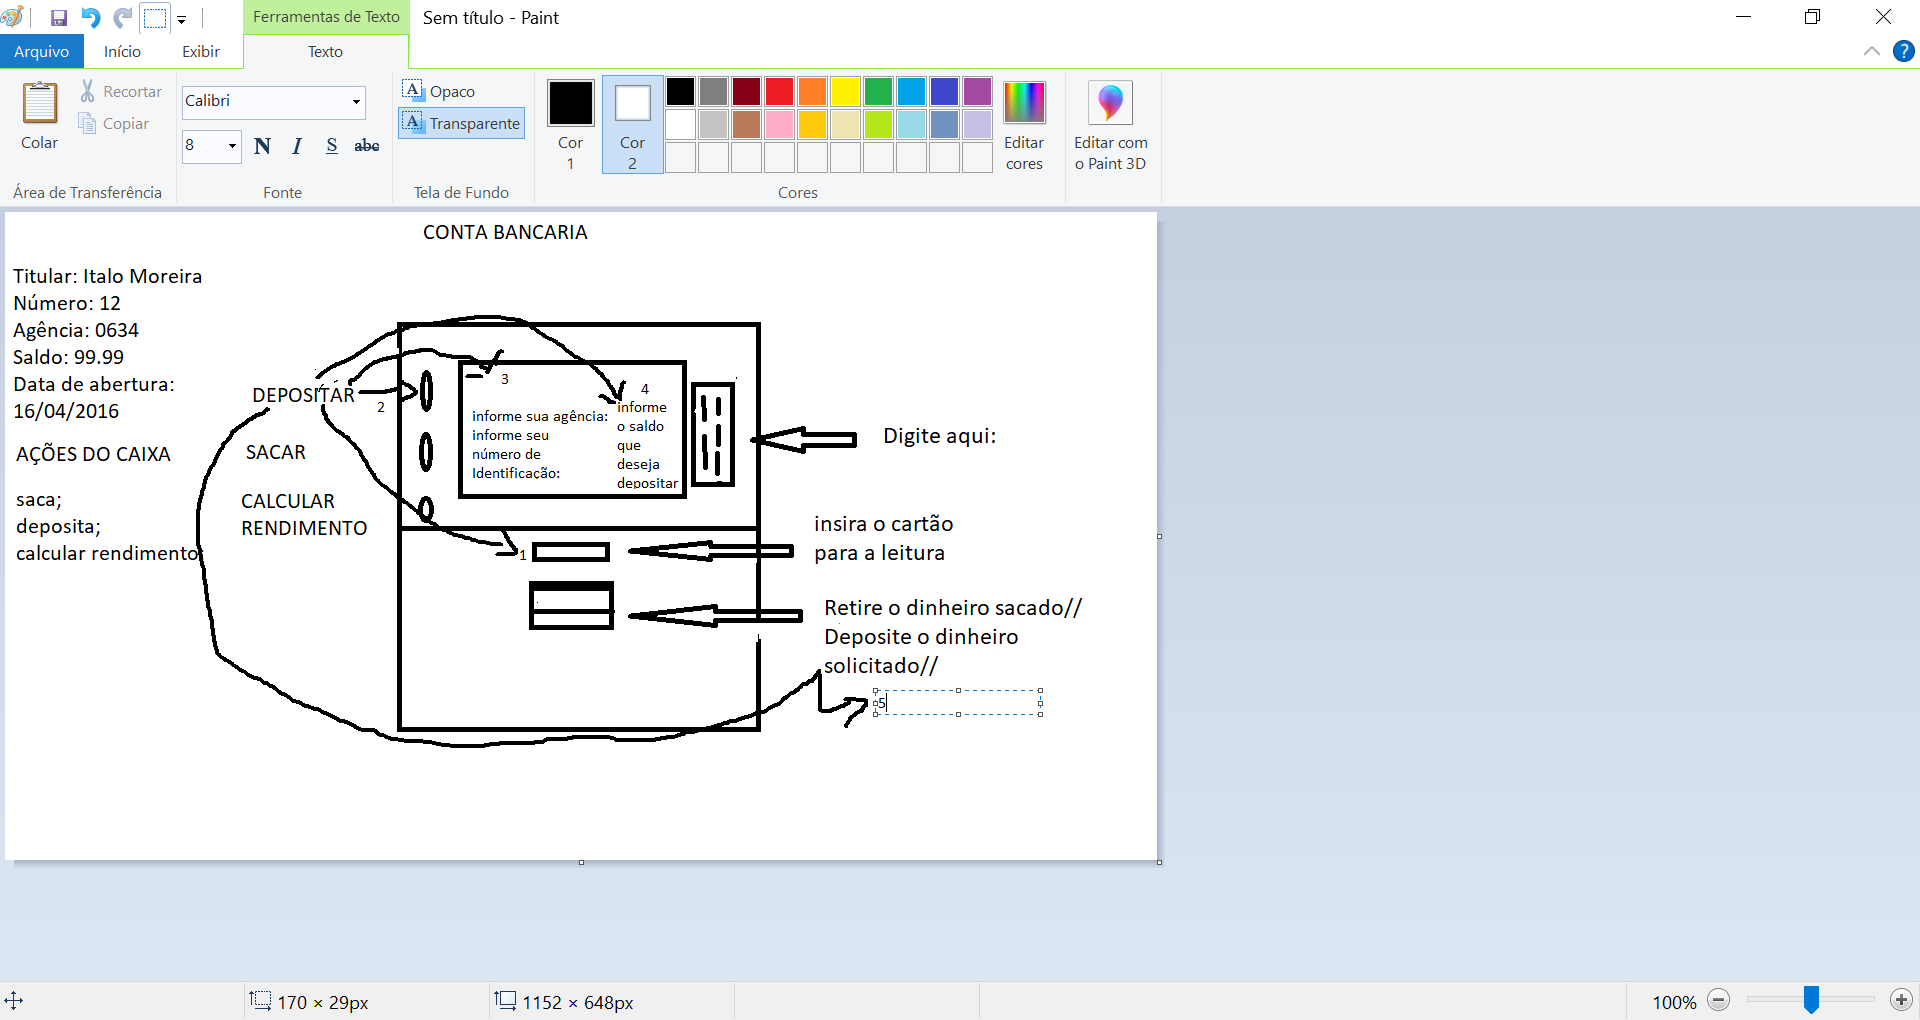 Ferramentas de Texto
Sem título - Paint
Arquivo
Início
Exibir
Texto
?
Colar
Recortar
Copiar
Área de Transferência
Calibri
8
N I S abc
Fonte
A Opaco
A Transparente
Tela de Fundo
Cor
1
Cor
2
Cores
Editar
cores
Editar com
o Paint 3D
CONTA BANCARIA
Titular: Italo Moreira
Número: 12
Agência: 0634
Saldo: 99.99
Data de abertura:
16/04/2016
AÇÕES DO CAIXA
saca;
deposita;
calcular rendimento;
DEPOSITAR
SACAR
CALCULAR
RENDIMENTO
2
3
informe sua agência:
informe seu
número de
Identificação:
4
informe
o saldo
que
deseja
depositar
Digite aqui:
1
insira o cartão
para a leitura
Retire o dinheiro sacado//
Deposite o dinheiro
solicitado//
5
170 × 29px
1152 × 648px
100%